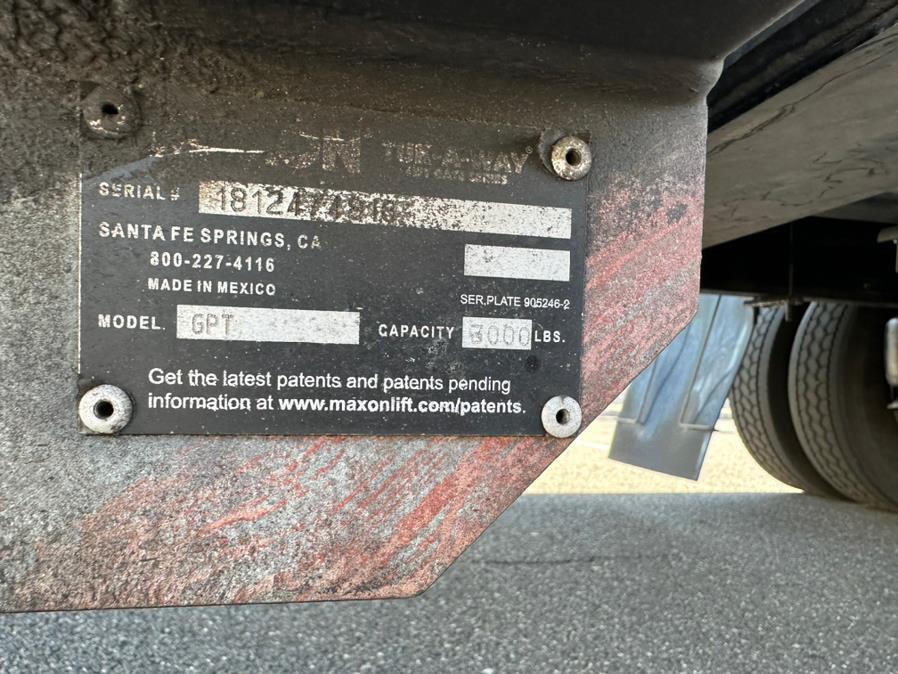 TUK-A-WAY®
SERIAL #
SANTA FE SPRINGS, CA
800-227-4116
MADE IN MEXICO
SER.PLATE 905246-2
MODEL. GPT CAPACITY LBS.
Get the latest patents and patents pending
information at www.maxonlift.com/patents.